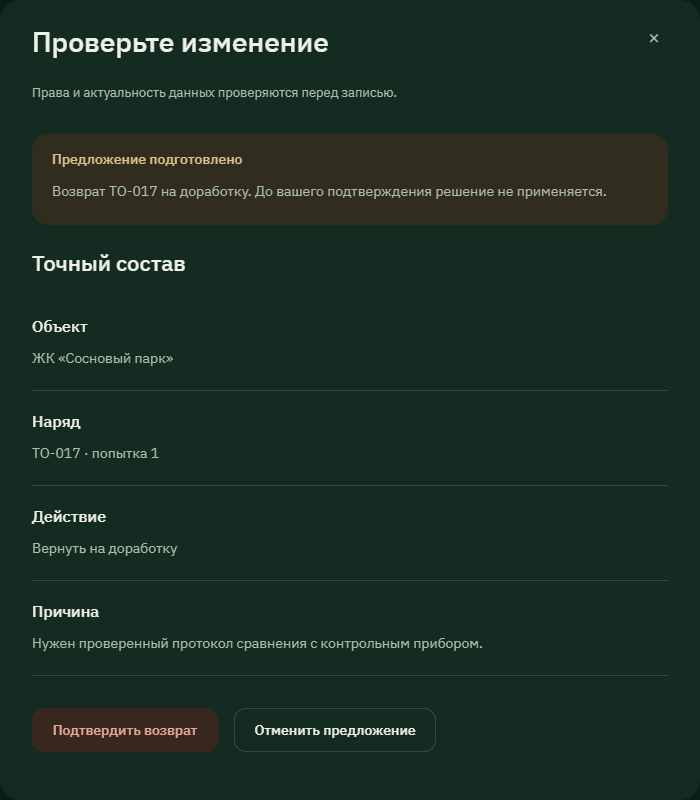 Проверьте изменение
×
Права и актуальность данных проверяются перед записью.
Предложение подготовлено
Возврат ТО-017 на доработку. До вашего подтверждения решение не применяется.
Точный состав
Объект
ЖК «Сосновый парк»
Наряд
ТО-017 · попытка 1
Действие
Вернуть на доработку
Причина
Нужен проверенный протокол сравнения с контрольным прибором.
Подтвердить возврат
Отменить предложение